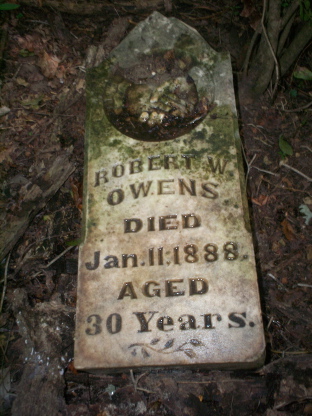 ROBERT W.
OWENS
DIED
Jan. 11. 1888.
AGED
30 Years.